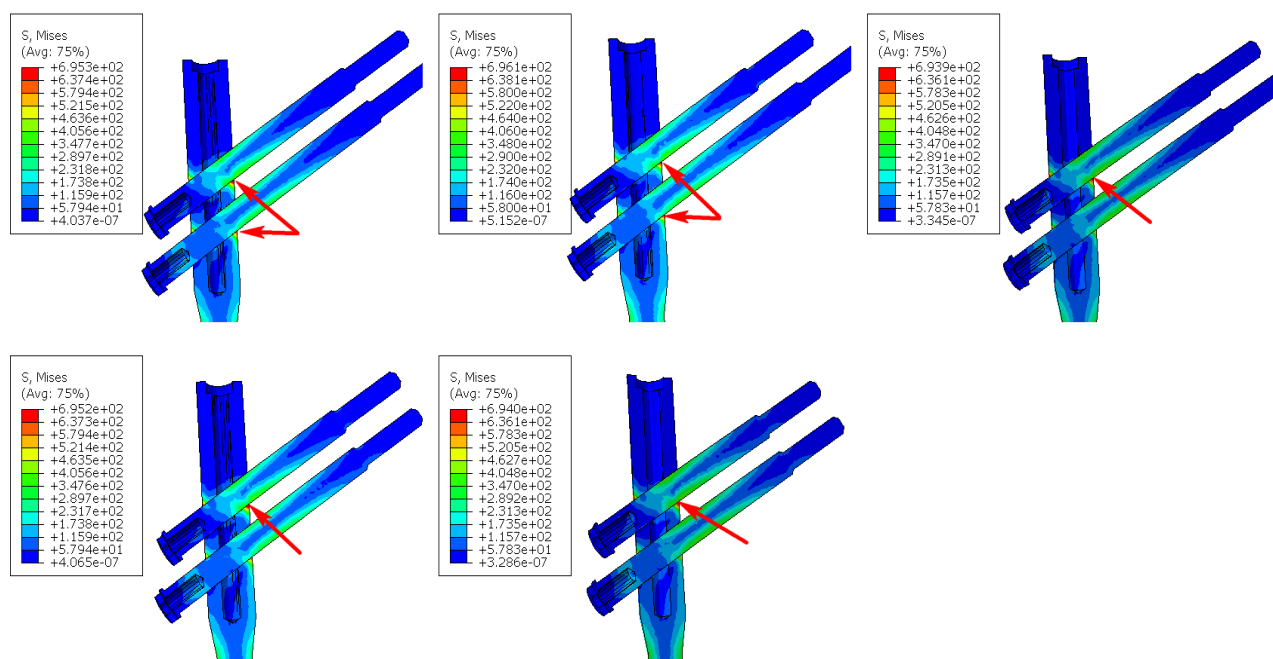 S, Mises
(Avg: 75%)
+6.953e+02
+6.374e+02
+5.794e+02
+5.215e+02
+4.636e+02
+4.056e+02
+3.477e+02
+2.897e+02
+2.318e+02
+1.738e+02
+1.159e+02
+5.794e+01
+4.037e-07
S, Mises
(Avg: 75%)
+6.961e+02
+6.381e+02
+5.800e+02
+5.220e+02
+4.640e+02
+4.060e+02
+3.480e+02
+2.900e+02
+2.320e+02
+1.740e+02
+1.160e+02
+5.800e+01
+5.152e-07
S, Mises
(Avg: 75%)
+6.939e+02
+6.361e+02
+5.783e+02
+5.205e+02
+4.626e+02
+4.048e+02
+3.470e+02
+2.891e+02
+2.313e+02
+1.735e+02
+1.157e+02
+5.783e+01
+3.345e-07
S, Mises
(Avg: 75%)
+6.952e+02
+6.373e+02
+5.794e+02
+5.214e+02
+4.635e+02
+4.056e+02
+3.476e+02
+2.897e+02
+2.317e+02
+1.738e+02
+1.159e+02
+5.794e+01
+4.065e-07
S, Mises
(Avg: 75%)
+6.940e+02
+6.361e+02
+5.783e+02
+5.205e+02
+4.627e+02
+4.048e+02
+3.470e+02
+2.892e+02
+2.313e+02
+1.735e+02
+1.157e+02
+5.783e+01
+3.286e-07